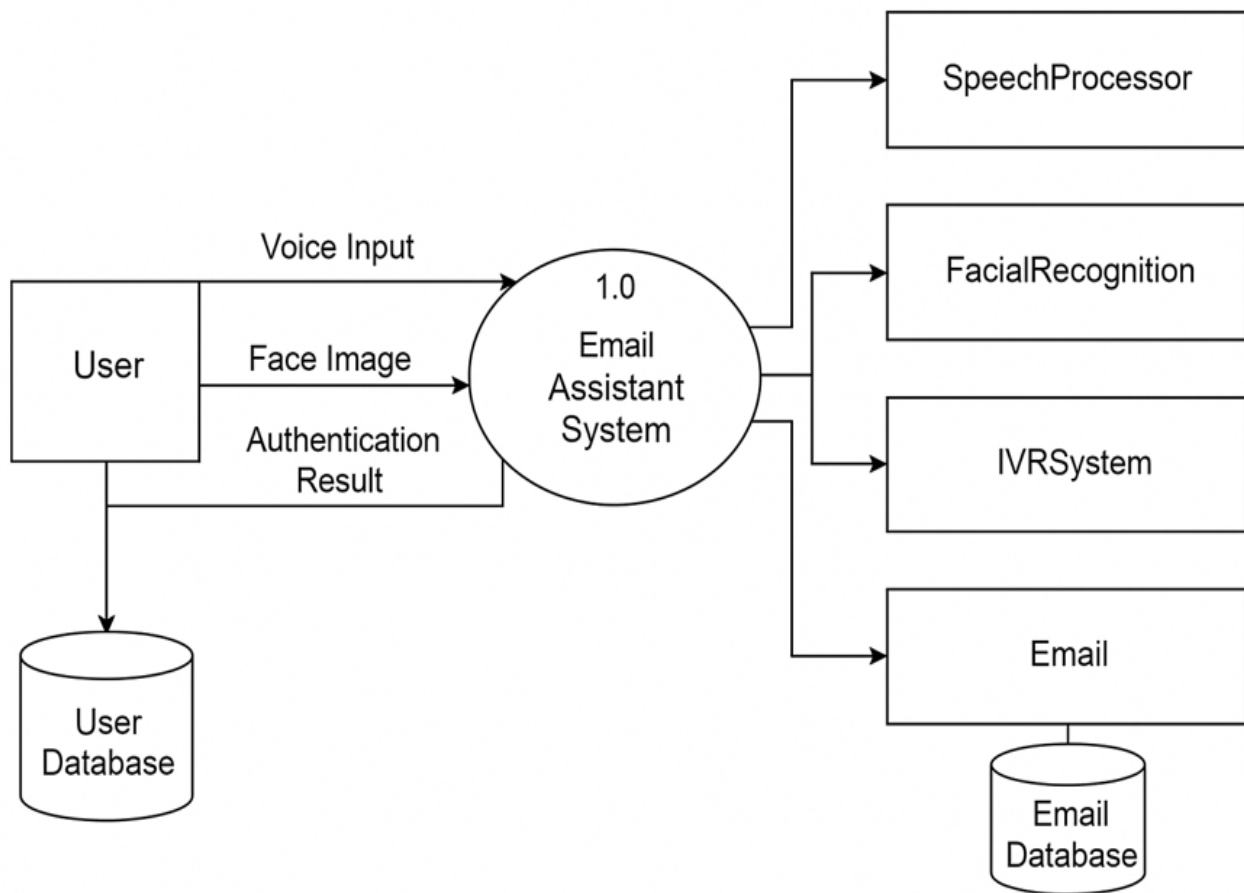 SpeechProcessor
Voice Input
1.0
FacialRecognition
User
Face Image
Email
Assistant
System
Authentication
Result
IVRSystem
Email
User
Database
Email
Database